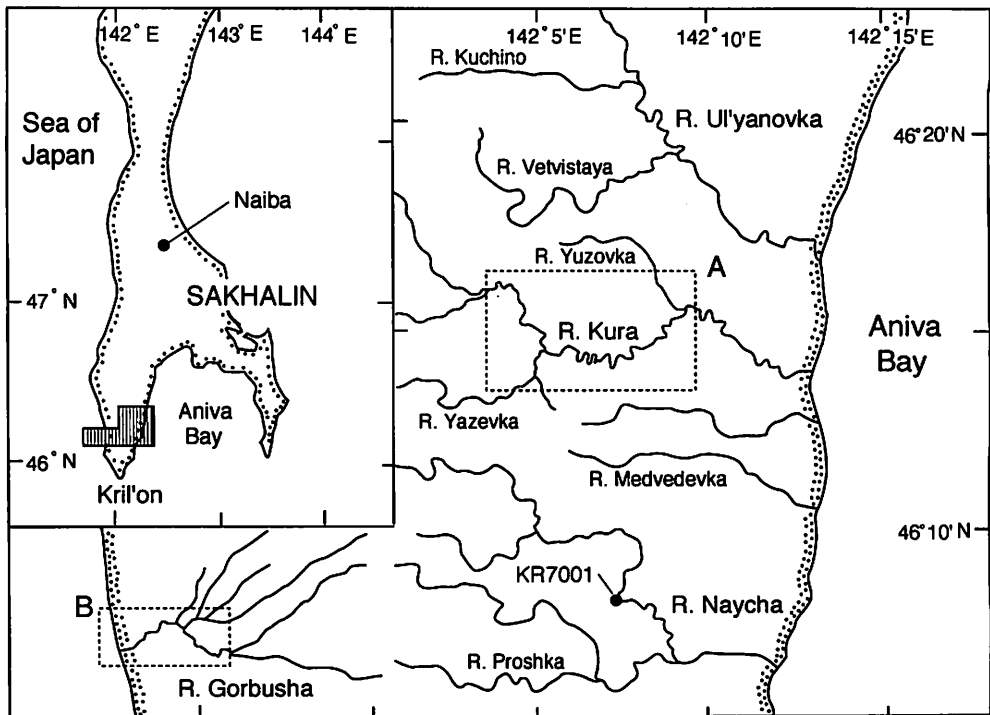 142° E
143° E
144° E
Sea of
Japan
Naiba
SAKHALIN
47° N
Aniva
Bay
46° N
Kril'on
142° 5' E
142° 10' E
142° 15' E
R. Kuchino
R. Ul'yanovka
46° 20' N
R. Vetvistaya
R. Yuzovka
A
R. Kura
Aniva
Bay
R. Yazevka
R. Medvedevka
46° 10' N
KR7001
R. Naycha
R. Proshka
B
R. Gorbusha